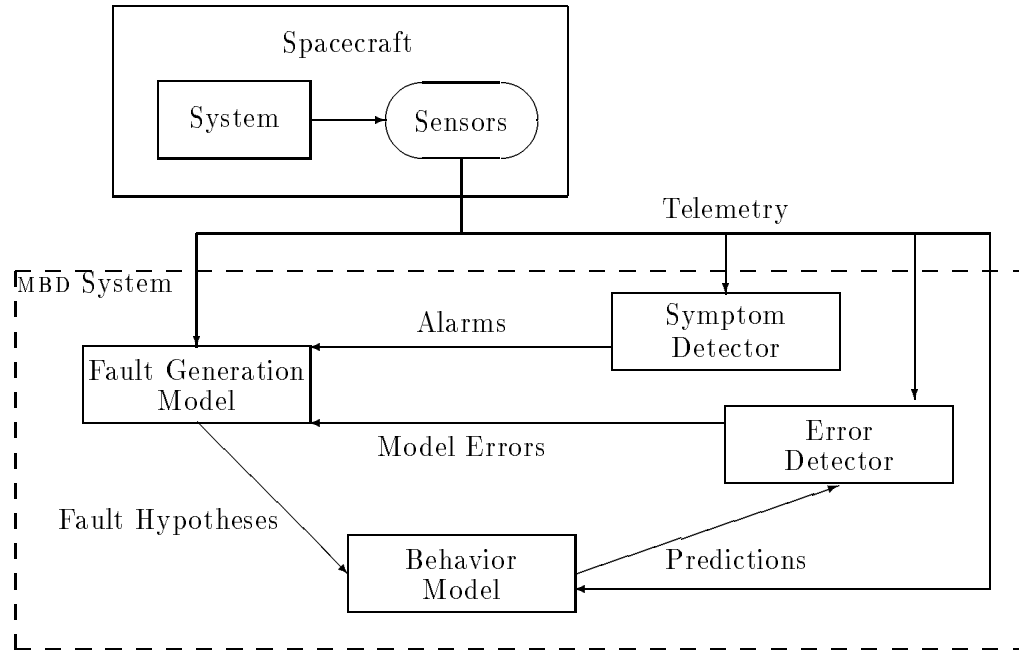 Spacecraft
System
Sensors
Telemetry
MBD System
Symptom
Detector
Alarms
Fault Generation
Model
Error
Detector
Model Errors
Fault Hypotheses
Behavior
Model
Predictions